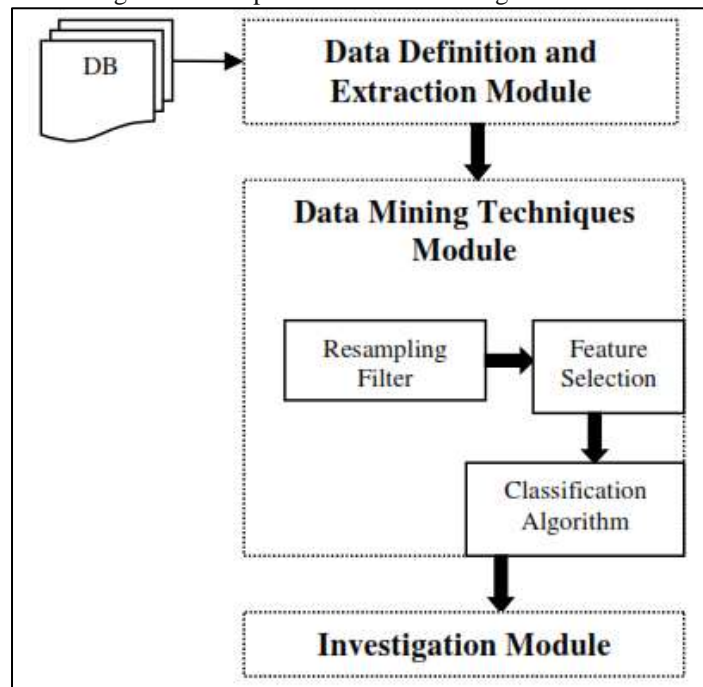 DB
Data Definition and
Extraction Module
Data Mining Techniques
Module
Resampling
Filter
Feature
Selection
Classification
Algorithm
Investigation Module